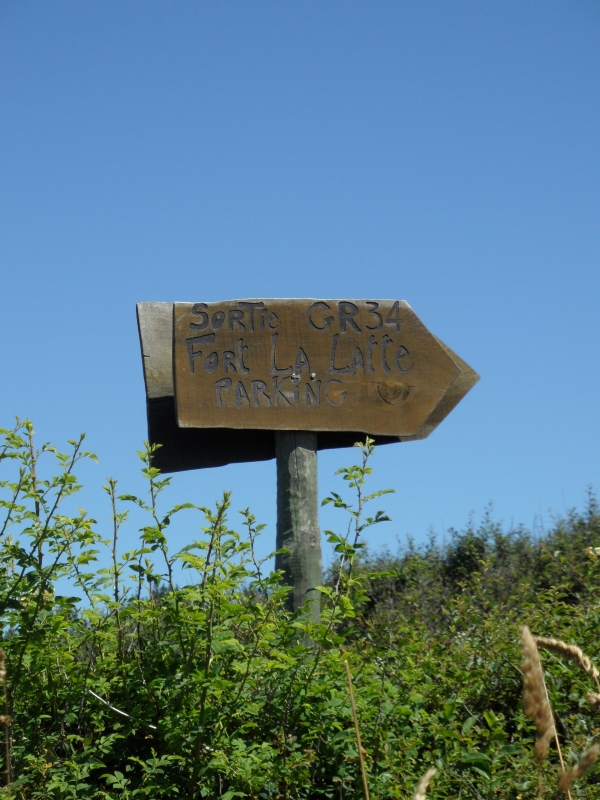 SORTie GR34
Fort LA Latte
PARKiNG